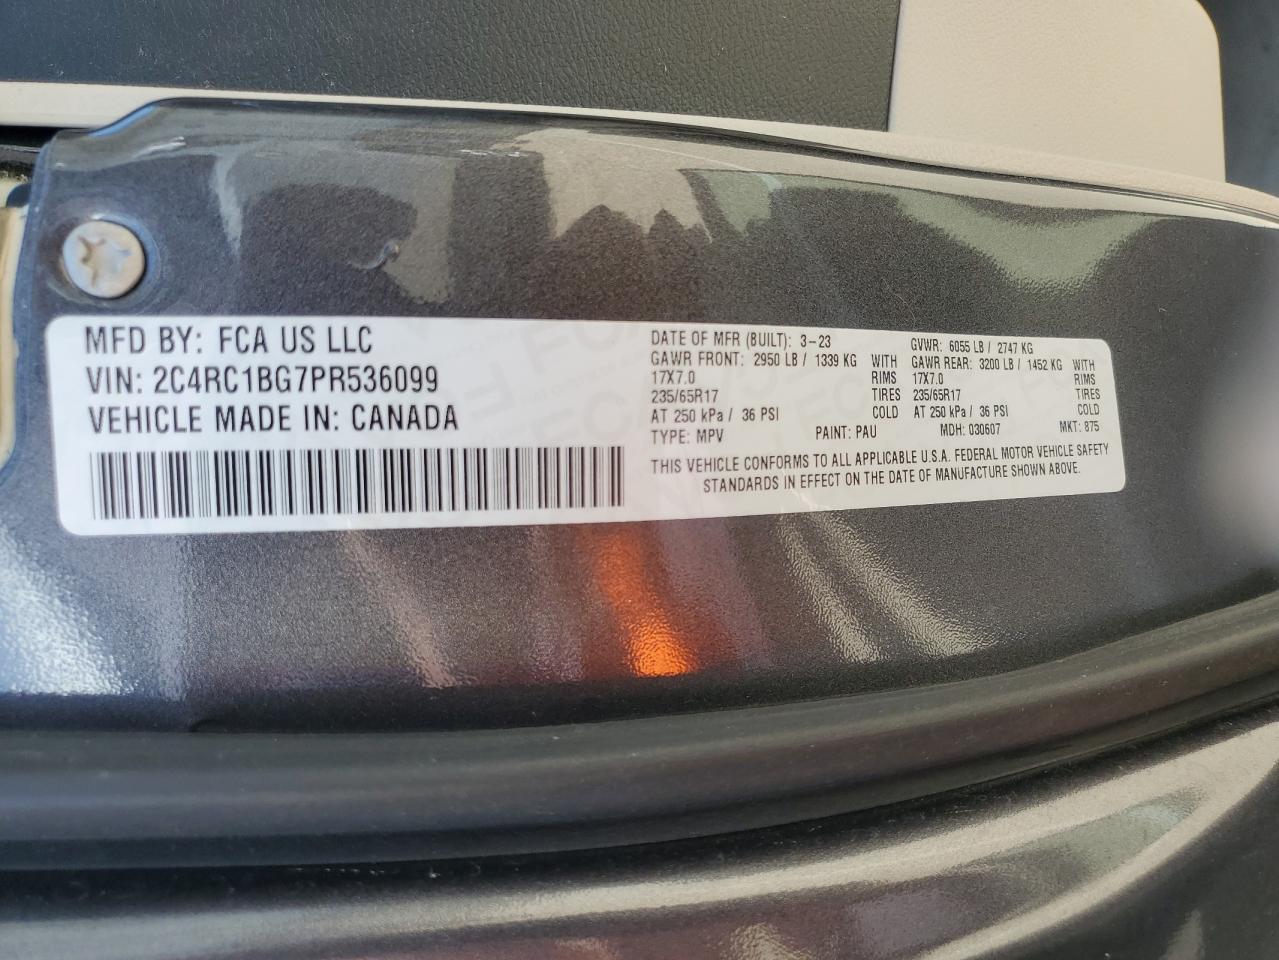 MFD BY: FCA US LLC
VIN: 2C4RC1BG7PR536099
VEHICLE MADE IN: CANADA
DATE OF MFR (BUILT): 3-23 GVWR: 6055 LB / 2747 KG
GAWR FRONT: 2950 LB / 1339 KG WITH GAWR REAR: 3200 LB / 1452 KG WITH
17X7.0 RIMS 17X7.0 RIMS
235/65R17 TIRES 235/65R17 TIRES
AT 250 kPa / 36 PSI COLD AT 250 kPa / 36 PSI COLD
TYPE: MPV PAINT: PAU MDH: 030607 MKT: 875
THIS VEHICLE CONFORMS TO ALL APPLICABLE U.S.A. FEDERAL MOTOR VEHICLE SAFETY
STANDARDS IN EFFECT ON THE DATE OF MANUFACTURE SHOWN ABOVE.